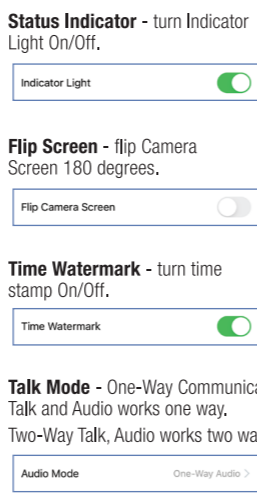 Status Indicator - turn Indicator
Light On/Off.
Indicator Light
Flip Screen - flip Camera
Screen 180 degrees.
Flip Camera Screen
Time Watermark - turn time
stamp On/Off.
Time Watermark
Talk Mode - One-Way Communica
Talk and Audio works one way.
Two-Way Talk, Audio works two wa
Audio Mode One-Way Audio >